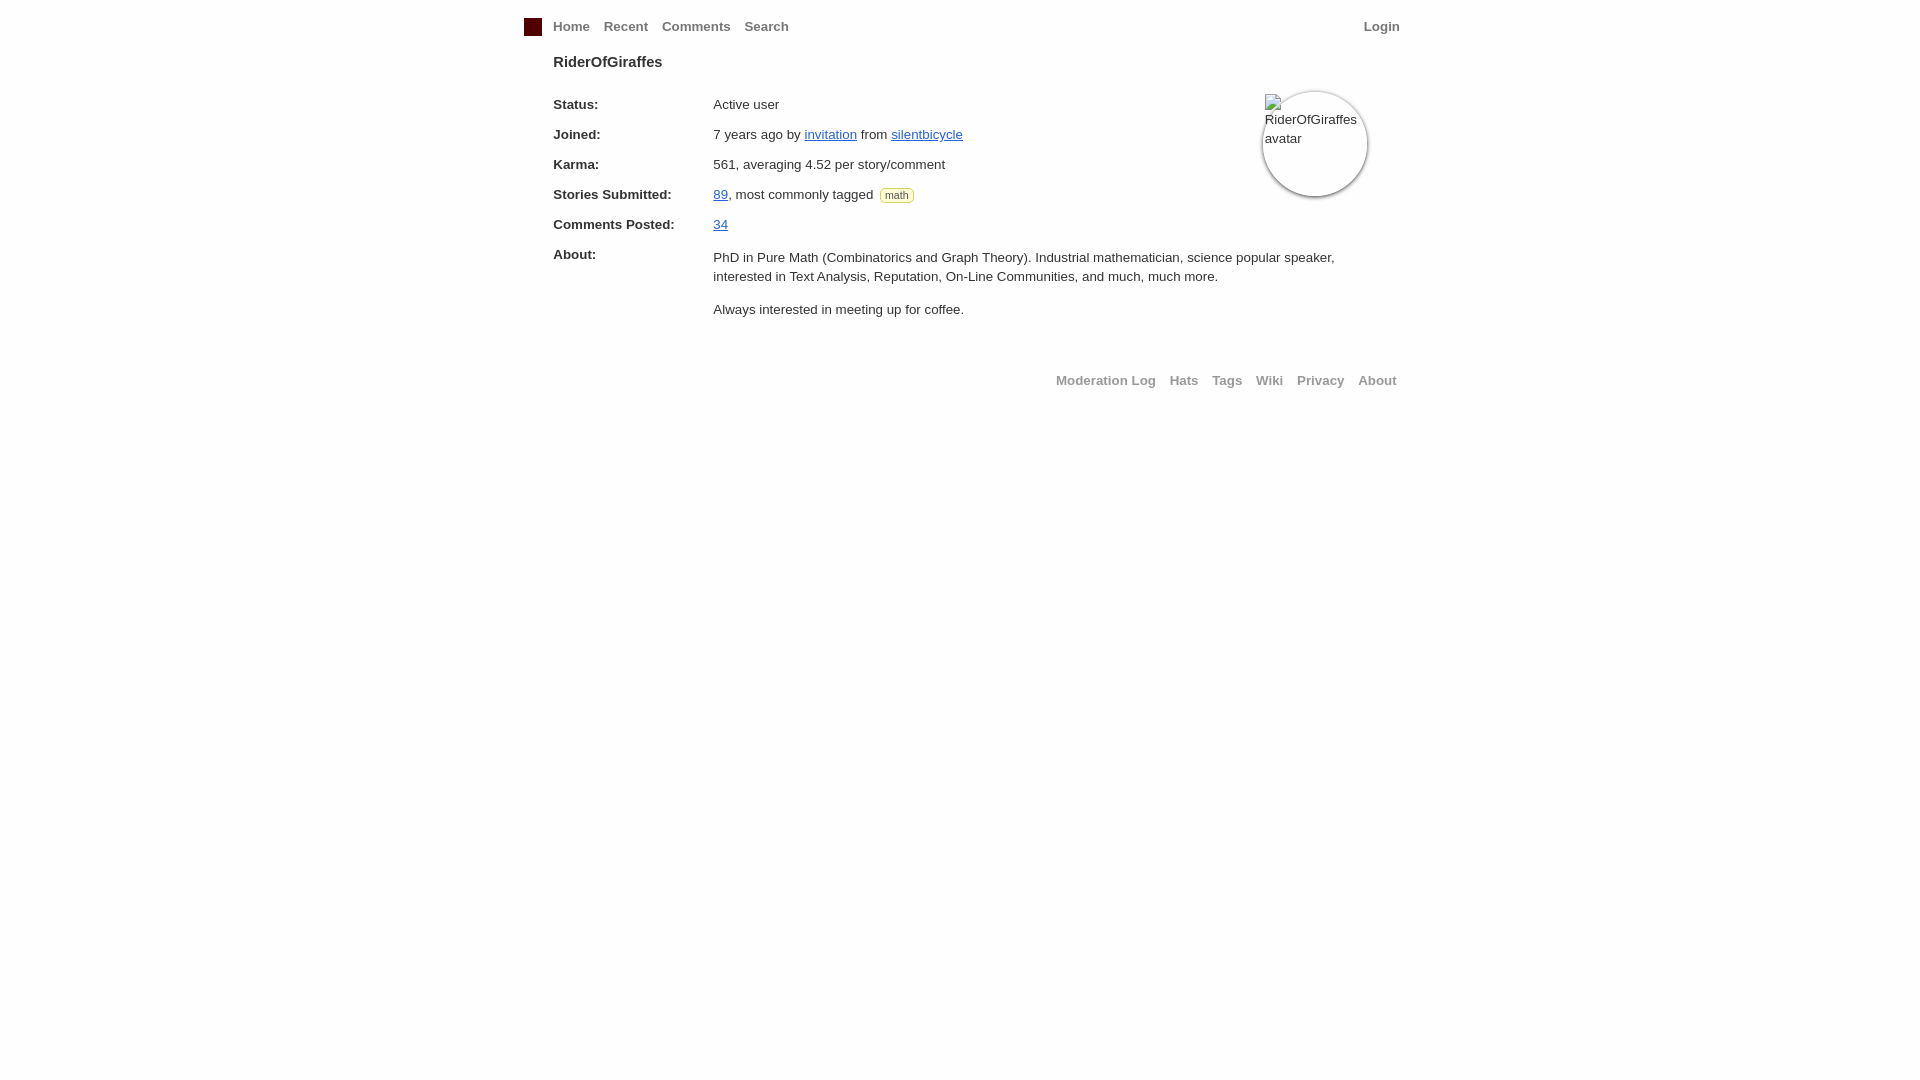 Home Recent Comments Search Login
RiderOfGiraffes
Status: Active user
Joined: 7 years ago by invitation from silentbicycle
Karma: 561, averaging 4.52 per story/comment
Stories Submitted: 89, most commonly tagged math
Comments Posted: 34
About: PhD in Pure Math (Combinatorics and Graph Theory). Industrial mathematician, science popular speaker,
interested in Text Analysis, Reputation, On-Line Communities, and much, much more.
Always interested in meeting up for coffee.
RiderOfGiraffes
avatar
Moderation Log Hats Tags Wiki Privacy About